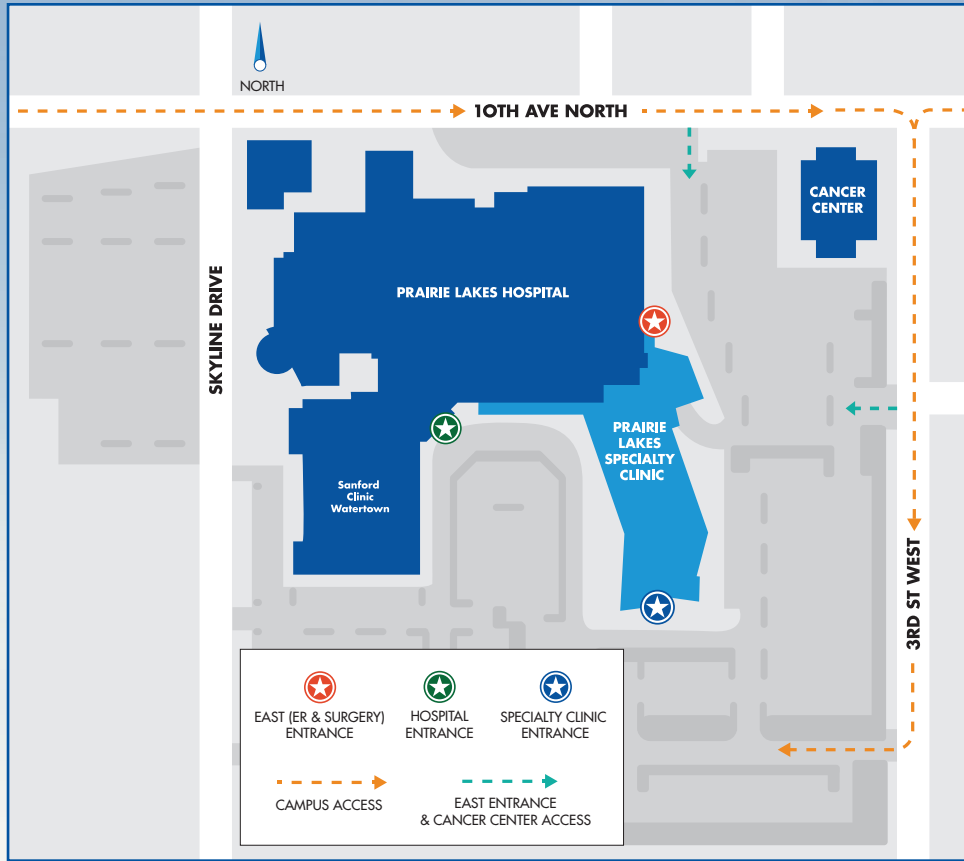 NORTH
10TH AVE NORTH
CANCER
CENTER
PRAIRIE LAKES HOSPITAL
SKYLINE DRIVE
PRAIRIE
LAKES
SPECIALTY
CLINIC
Sanford
Clinic
Watertown
3RD ST WEST
EAST (ER & SURGERY)
ENTRANCE
HOSPITAL
ENTRANCE
SPECIALTY CLINIC
ENTRANCE
CAMPUS ACCESS
EAST ENTRANCE
& CANCER CENTER ACCESS